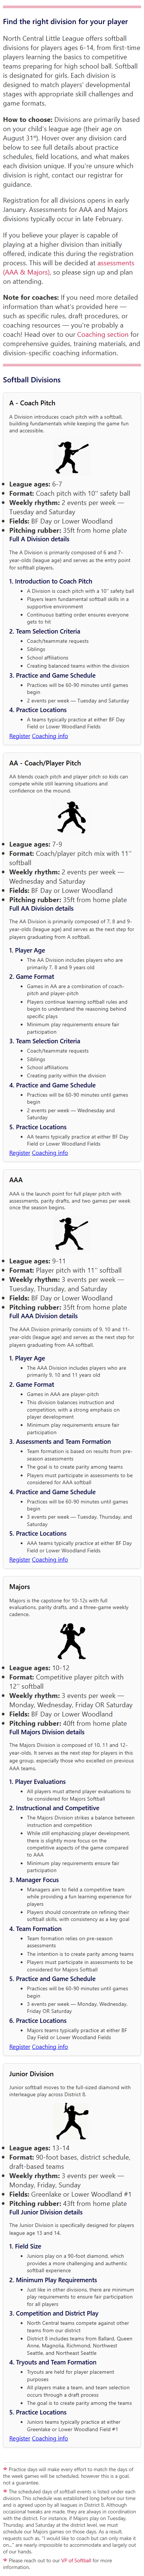 Find the right division for your player
North Central Little League offers softball
divisions for players ages 6-14, from first-time
players learning the basics to competitive
teams preparing for high school ball. Softball
is designated for girls. Each division is
designed to match players' developmental
stages with appropriate skill challenges and
game formats.
How to choose: Divisions are primarily based
on your child's league age (their age on
August 31ˢᵗ). Hover over any division card
below to see full details about practice
schedules, field locations, and what makes
each division unique. If you're unsure which
division is right, contact our registrar for
guidance.
Registration for all divisions opens in early
January. Assessments for AAA and Majors
divisions typically occur in late February.
If you believe your player is capable of
playing at a higher division than initially
offered, indicate this during the registration
process. This will be decided at assessments
(AAA & Majors), so please sign up and plan
on attending.
Note for coaches: If you need more detailed
information than what's provided here —
such as specific rules, draft procedures, or
coaching resources — you're probably a
coach! Head over to our Coaching section for
comprehensive guides, training materials, and
division-specific coaching information.
Softball Divisions
A - Coach Pitch
A Division introduces coach pitch with a softball,
building fundamentals while keeping the game fun
and accessible.
• League ages: 6-7
• Format: Coach pitch with 10" safety ball
• Weekly rhythm: 2 events per week —
Tuesday and Saturday
• Fields: BF Day or Lower Woodland
• Pitching rubber: 35ft from home plate
Full A Division details
The A Division is primarily composed of 6 and 7-
year-olds (league age) and serves as the entry point
for softball players.
1. Introduction to Coach Pitch
• A Division is coach pitch with a 10" safety ball
• Players learn fundamental softball skills in a
supportive environment
• Continuous batting order ensures every player
gets to hit
2. Team Selection Criteria
• Coach/teammate requests
• Siblings
• School affiliations
• Creating balanced teams within the division
3. Practice and Game Schedule
• Practices will be 60-90 minutes until games
begin
• 2 events per week — Tuesday and Saturday
4. Practice Locations
• A teams typically practice at either BF Day
Field or Lower Woodland Fields
Register Coaching info
AA - Coach/Player Pitch
AA blends coach pitch and player pitch so kids can
compete while still learning situations and
confidence on the mound.
• League ages: 7-9
• Format: Coach/player pitch mix with 11"
softball
• Weekly rhythm: 2 events per week —
Wednesday and Saturday
• Fields: BF Day or Lower Woodland
• Pitching rubber: 35ft from home plate
Full AA Division details
The AA Division is primarily composed of 7, 8 and 9-
year-olds (league age) and serves as the next step for
players graduating from A softball.
1. Player Age
• The AA Division includes players who are
primarily 7, 8 and 9 years old
2. Game Format
• Games in AA are a combination of coach-
pitch and player-pitch
• Players continue learning softball rules and
begin to understand the reasoning behind
specific plays
• Minimum play requirements ensure fair
participation
3. Team Selection Criteria
• Coach/teammate requests
• Siblings
• School affiliations
• Creating parity within the division
4. Practice and Game Schedule
• Practices will be 60-90 minutes until games
begin
• 2 events per week — Wednesday and
Saturday
5. Practice Locations
• AA teams typically practice at either BF Day
Field or Lower Woodland Fields
Register Coaching info
AAA
AAA is the launch point for full player pitch with
assessments, parity drafts, and two games per week
once the season begins.
• League ages: 9-11
• Format: Player pitch with 11" softball
• Weekly rhythm: 3 events per week —
Tuesday, Thursday, and Saturday
• Fields: BF Day or Lower Woodland
• Pitching rubber: 35ft from home plate
Full AAA Division details
The AAA Division primarily consists of 9, 10 and 11-
year-olds (league age) and serves as the next step for
players graduating from AA softball.
1. Player Age
• The AAA Division includes players who are
primarily 9, 10 and 11 years old
2. Game Format
• Games in AAA are player-pitch
• This division balances instruction and
competition, with a strong emphasis on
player development
• Minimum play requirements ensure fair
participation
3. Assessments and Team Formation
• Team formation is based on results from pre-
season assessments
• The goal is to create parity among teams
• Players must participate in assessments to be
considered for AAA softball
4. Practice and Game Schedule
• Practices will be 60-90 minutes until games
begin
• 3 events per week — Tuesday, Thursday, and
Saturday
5. Practice Locations
• AAA teams typically practice at either BF Day
Field or Lower Woodland Fields
Register Coaching info
Majors
Majors is the capstone for 10-12s with full
evaluations, parity drafts, and a three-game weekly
cadence.
• League ages: 10-12
• Format: Competitive player pitch with
12" softball
• Weekly rhythm: 3 events per week —
Monday, Wednesday, Friday OR Saturday
• Fields: BF Day or Lower Woodland
• Pitching rubber: 40ft from home plate
Full Majors Division details
The Majors Division is composed of 10, 11 and 12-
year-olds. It serves as the next step for players in this
age group, especially those who excelled on previous
AAA teams.
1. Player Evaluations
• All players must attend player evaluations to
be considered for Majors Softball
2. Instructional and Competitive
• The Majors Division strikes a balance between
instruction and competition
• While still emphasizing player development,
there is slightly more focus on the
competitive aspects of the game compared
to AAA
• Minimum play requirements ensure fair
participation
3. Manager Focus
• Managers aim to field a competitive team
while providing a fun learning experience for
players
• Players should concentrate on refining their
softball skills, with consistency as a key goal
4. Team Formation
• Team formation relies on pre-season
assessments
• The intention is to create parity among teams
• Players must participate in assessments to be
considered for Majors Softball
5. Practice and Game Schedule
• Practices will be 60-90 minutes until games
begin
• 3 events per week — Monday, Wednesday,
Friday OR Saturday
6. Practice Locations
• Majors teams typically practice at either BF
Day Field or Lower Woodland Fields
Register Coaching info
Junior Division
Junior softball moves to the full-sized diamond with
interleague play across District 8.
• League ages: 13-14
• Format: 90-foot bases, district schedule,
draft-based teams
• Weekly rhythm: 3 events per week —
Monday, Friday, Sunday
• Fields: Greenlake or Lower Woodland #1
• Pitching rubber: 43ft from home plate
Full Junior Division details
The Junior Division is specifically designed for players
league age 13 and 14.
1. Field Size
• Juniors play on a 90-foot diamond, which
provides a more challenging and authentic
softball experience
2. Minimum Play Requirements
• Just like in other divisions, there are minimum
play requirements to ensure fair participation
for all players
3. Competition and District Play
• North Central teams compete against other
teams from our district
• District 8 includes teams from Ballard, Queen
Anne, Magnolia, Richmond, Northwest
Seattle, and Northeast Seattle
4. Tryouts and Team Formation
• Tryouts are held for player placement
purposes
• All players make a team, and team selection
occurs through a draft process
• The goal is to create parity among the teams
5. Practice Locations
• Juniors teams typically practice at either
Greenlake or Lower Woodland Field #1
Register Coaching info
Practice days will make every effort to match the days of
the week games will be scheduled, however this is a goal,
not a guarantee.
The scheduled days of softball events is listed under each
division. This schedule was established long before our time
and is agreed upon by all leagues in District 8. Although
occasional tweaks are made, they are always in coordination
with the district. For instance, if Majors play on Tuesday,
Thursday, and Saturday at the district level, we must
schedule our Majors games on those days. As a result,
requests such as, "I would like to coach but can only make it
on..." are nearly impossible to accommodate and largely out
of our hands.
Please reach out to our VP of Softball for more
information.